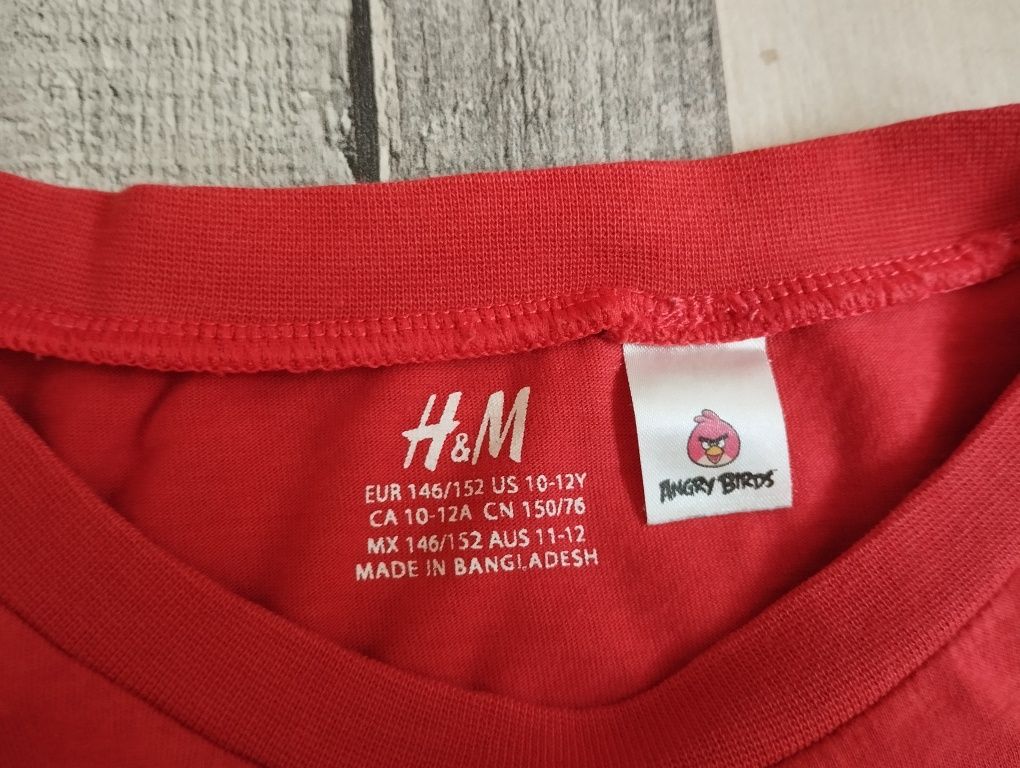 H&M
EUR 146/152 US 10-12Y
CA 10-12A CN 150/76
MX 146/152 AUS 11-12
MADE IN BANGLADESH
ANGRY BIRDS